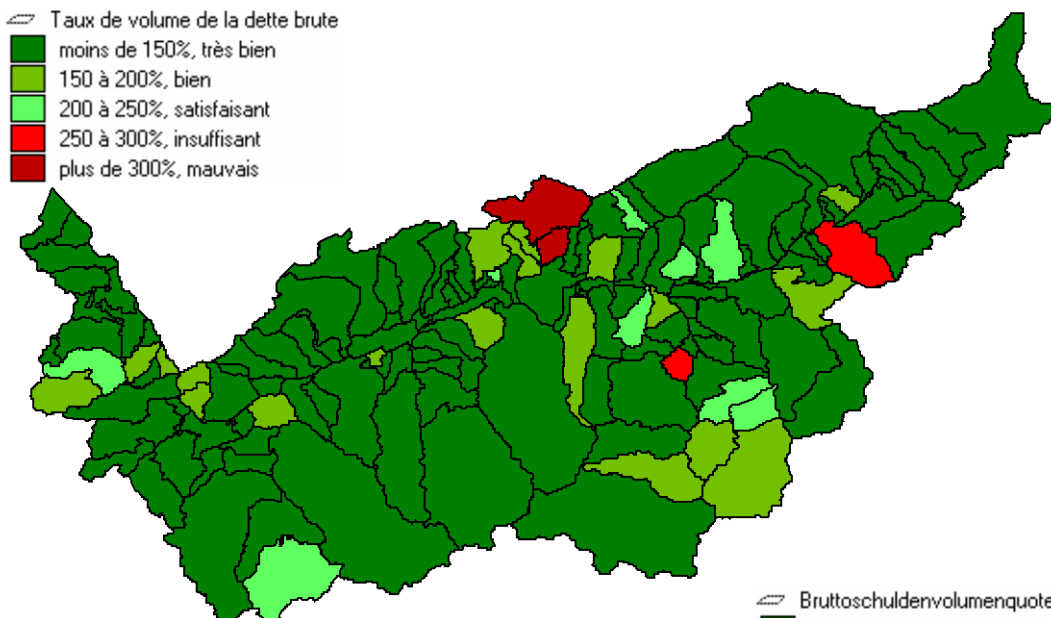 Taux de volume de la dette brute
moins de 150%, très bien
150 à 200%, bien
200 à 250%, satisfaisant
250 à 300%, insuffisant
plus de 300%, mauvais
Bruttoschuldenvolumenquote